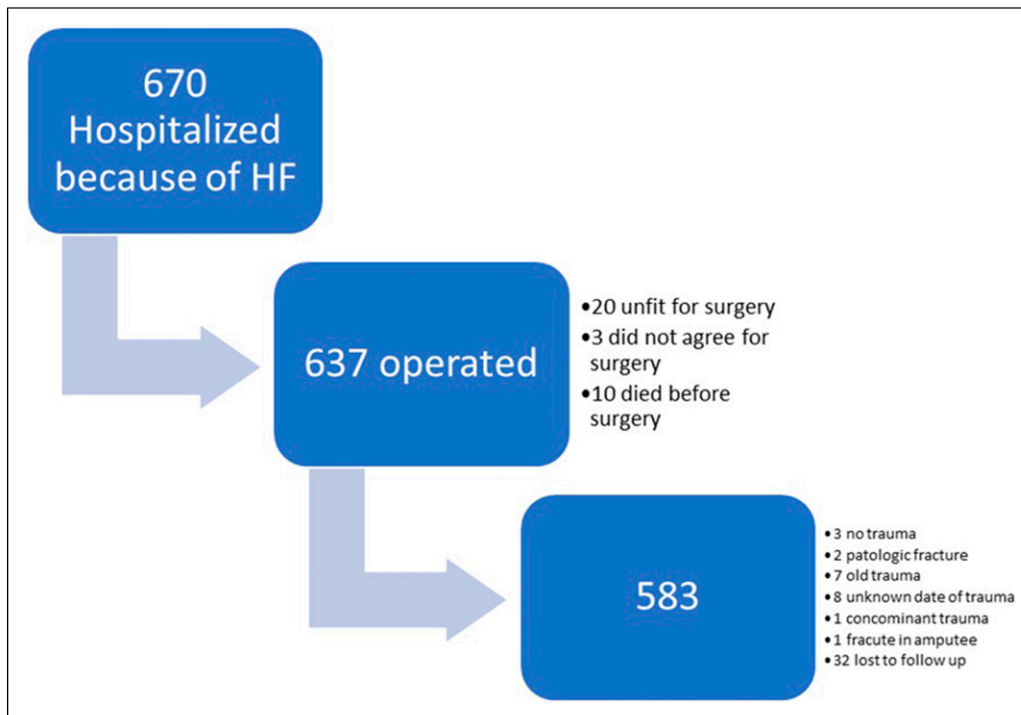 670
Hospitalized
because of HF
637 operated
•20 unfit for surgery
•3 did not agree for
surgery
•10 died before
surgery
583
•3 no trauma
•2 patologic fracture
•7 old trauma
•8 unknown date of trauma
•1 concominant trauma
•1 fracute in amputee
•32 lost to follow up